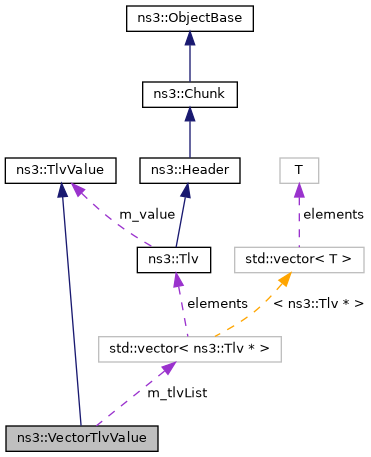 ns3::ObjectBase
ns3::Chunk
ns3::TlvValue
ns3::Header
T
m_value
elements
ns3::Tlv
std::vector< T >
elements
< ns3::Tlv * >
std::vector< ns3::Tlv * >
m_tlvList
ns3::VectorTlvValue